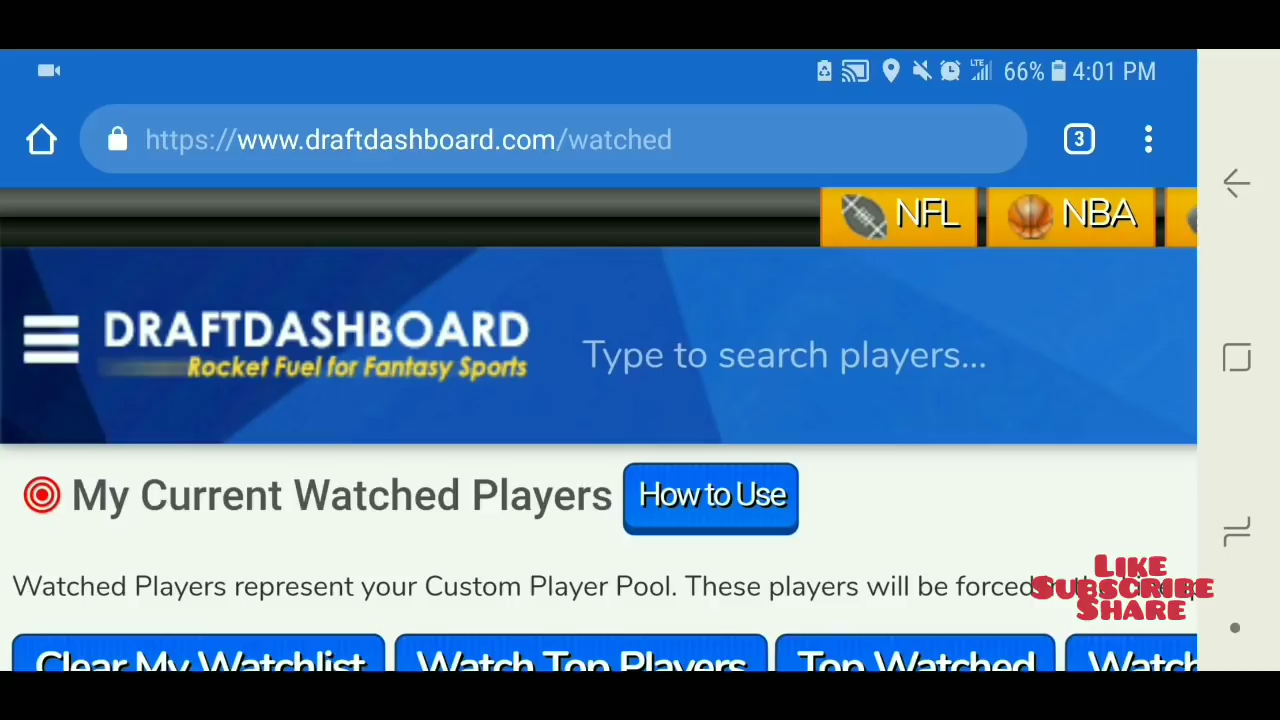 LTE 66% 4:01 PM
https://www.draftdashboard.com/watched
3
NFL NBA
DRAFTDASHBOARD
Rocket Fuel for Fantasy Sports
Type to search players...
My Current Watched Players How to Use
Watched Players represent your Custom Player Pool. These players will be forced
LIKE
SUBSCRIBE
SHARE
Clear My Watchlist Watch Top Players Top Watched Watch